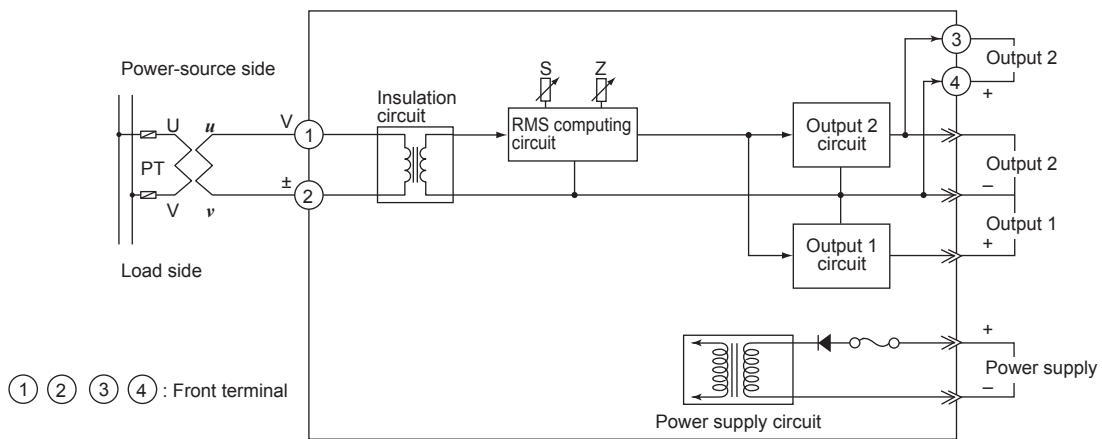 Power-source side
U
u
PT
V
v
Load side
V
1
±
2
Insulation
circuit
S
Z
RMS computing
circuit
Output 2
circuit
Output 1
circuit
3
4
Output 2
+
Output 2
−
Output 1
+
+
Power supply
−
Power supply circuit
1 2 3 4 : Front terminal